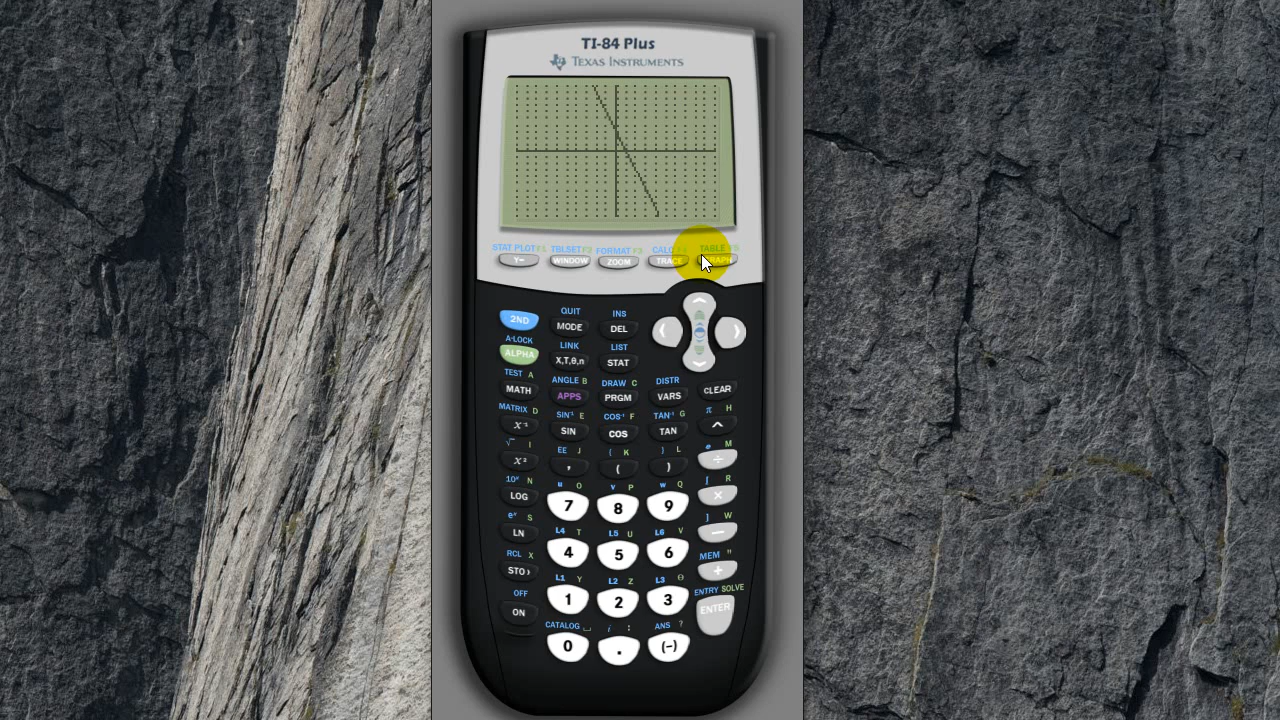 TI-84 Plus
TEXAS INSTRUMENTS
STAT PLOT F1 TBLSET F2 FORMAT F3 CALC TABLE F5
Y= WINDOW ZOOM TRACE GRAPH
QUIT INS
2ND MODE DEL
A-LOCK LINK LIST
ALPHA X,T,θ,n STAT
TEST A ANGLE B DRAW C DISTR
MATH APPS PRGM VARS CLEAR
MATRIX D SIN⁻¹ E COS⁻¹ F TAN⁻¹ G π H
X⁻¹ SIN COS TAN ^
√ I EE J { K } L e M
X² , ( ) ÷
10ˣ N u O v P w Q [ R
LOG 7 8 9 ×
eˣ S L4 T L5 U L6 V ] W
LN 4 5 6 −
RCL X L1 Y L2 Z L3 θ MEM "
STO› 1 2 3 +
OFF CATALOG ⎵ i : ANS ? ENTRY SOLVE
ON 0 . (-) ENTER